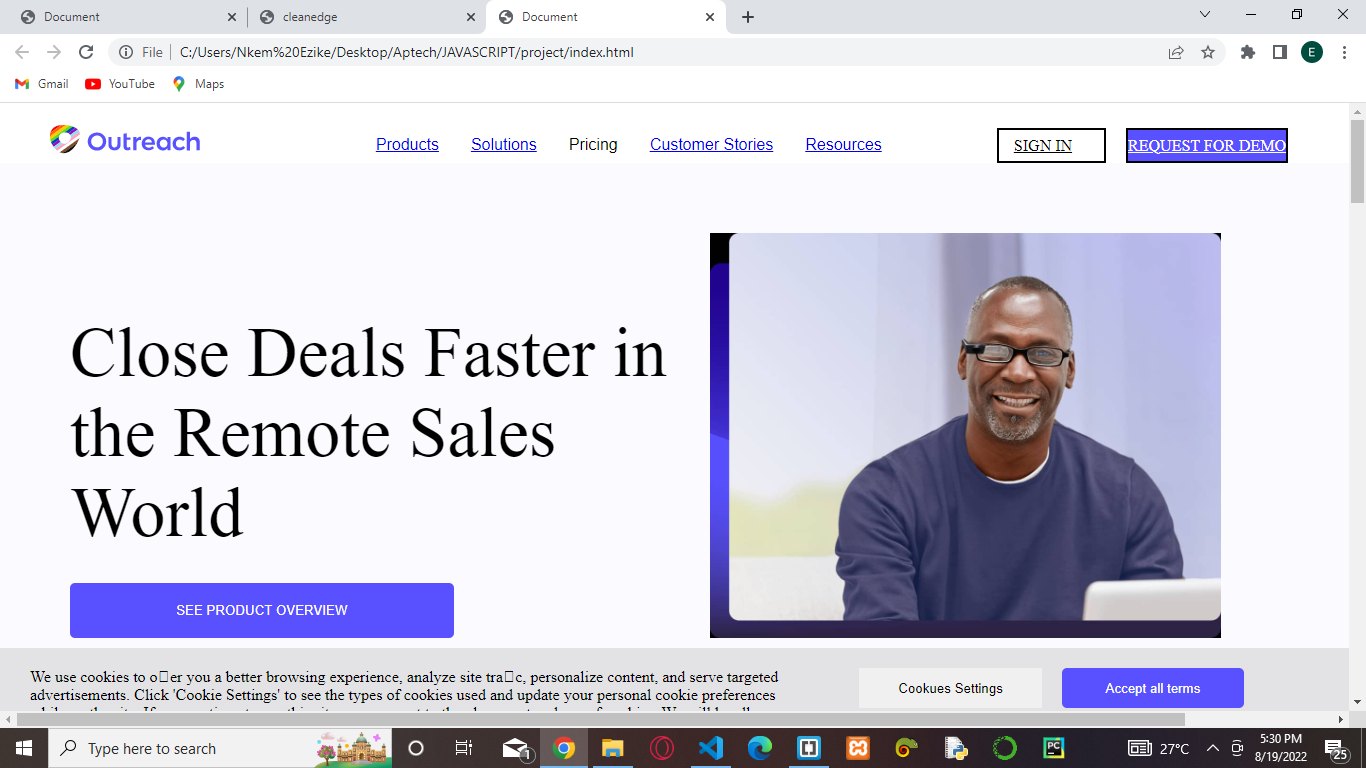 Document
cleanedge
Document
File
C:/Users/Nkem%20Ezike/Desktop/Aptech/JAVASCRIPT/project/index.html
E
Gmail
YouTube
Maps
Outreach
Products
Solutions
Pricing
Customer Stories
Resources
SIGN IN
REQUEST FOR DEMO
Close Deals Faster in
the Remote Sales
World
SEE PRODUCT OVERVIEW
We use cookies to o▯er you a better browsing experience, analyze site tra▯c, personalize content, and serve targeted
advertisements. Click 'Cookie Settings' to see the types of cookies used and update your personal cookie preferences
Cookues Settings
Accept all terms
Type here to search
1
PC
27°C
5:30 PM
8/19/2022
25